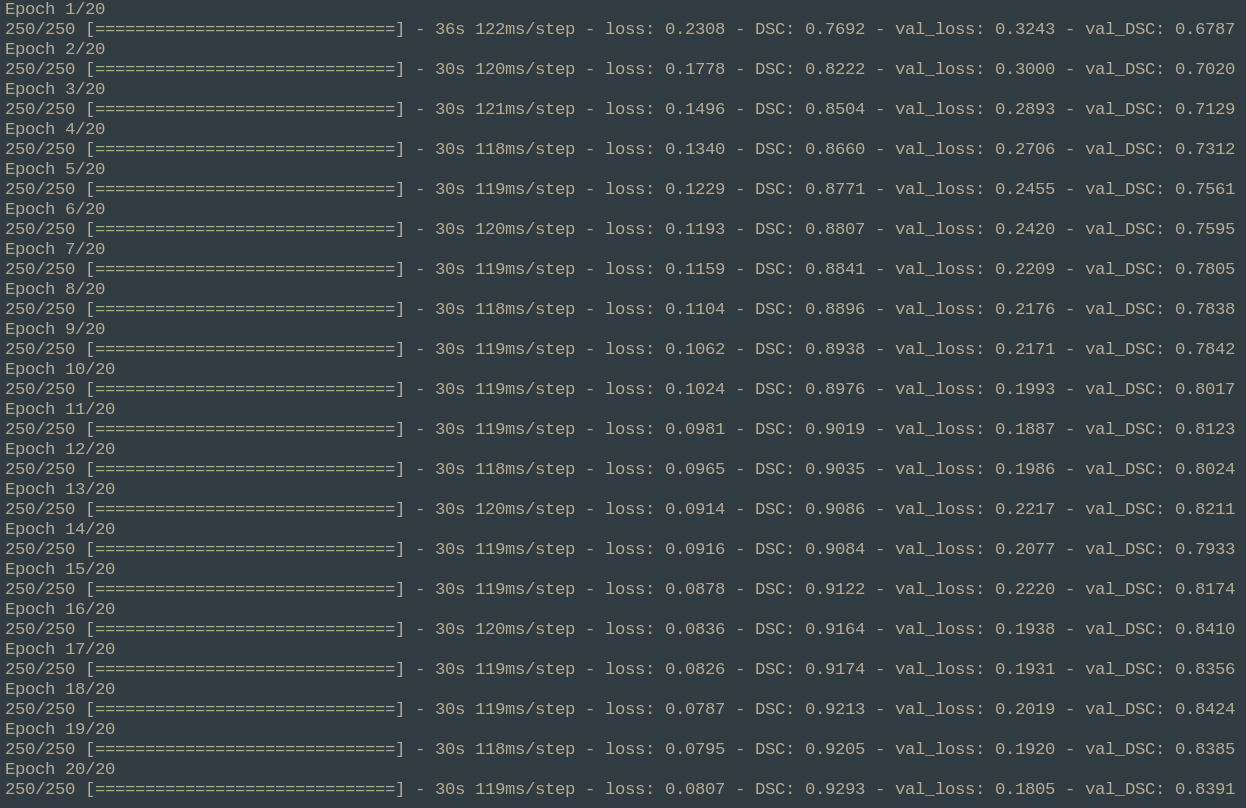 Epoch 1/20
250/250 [==============================] - 36s 122ms/step - loss: 0.2308 - DSC: 0.7692 - val_loss: 0.3243 - val_DSC: 0.6787
Epoch 2/20
250/250 [==============================] - 30s 120ms/step - loss: 0.1778 - DSC: 0.8222 - val_loss: 0.3000 - val_DSC: 0.7020
Epoch 3/20
250/250 [==============================] - 30s 121ms/step - loss: 0.1496 - DSC: 0.8504 - val_loss: 0.2893 - val_DSC: 0.7129
Epoch 4/20
250/250 [==============================] - 30s 118ms/step - loss: 0.1340 - DSC: 0.8660 - val_loss: 0.2706 - val_DSC: 0.7312
Epoch 5/20
250/250 [==============================] - 30s 119ms/step - loss: 0.1229 - DSC: 0.8771 - val_loss: 0.2455 - val_DSC: 0.7561
Epoch 6/20
250/250 [==============================] - 30s 120ms/step - loss: 0.1193 - DSC: 0.8807 - val_loss: 0.2420 - val_DSC: 0.7595
Epoch 7/20
250/250 [==============================] - 30s 119ms/step - loss: 0.1159 - DSC: 0.8841 - val_loss: 0.2209 - val_DSC: 0.7805
Epoch 8/20
250/250 [==============================] - 30s 118ms/step - loss: 0.1104 - DSC: 0.8896 - val_loss: 0.2176 - val_DSC: 0.7838
Epoch 9/20
250/250 [==============================] - 30s 119ms/step - loss: 0.1062 - DSC: 0.8938 - val_loss: 0.2171 - val_DSC: 0.7842
Epoch 10/20
250/250 [==============================] - 30s 119ms/step - loss: 0.1024 - DSC: 0.8976 - val_loss: 0.1993 - val_DSC: 0.8017
Epoch 11/20
250/250 [==============================] - 30s 119ms/step - loss: 0.0981 - DSC: 0.9019 - val_loss: 0.1887 - val_DSC: 0.8123
Epoch 12/20
250/250 [==============================] - 30s 118ms/step - loss: 0.0965 - DSC: 0.9035 - val_loss: 0.1986 - val_DSC: 0.8024
Epoch 13/20
250/250 [==============================] - 30s 120ms/step - loss: 0.0914 - DSC: 0.9086 - val_loss: 0.2217 - val_DSC: 0.8211
Epoch 14/20
250/250 [==============================] - 30s 119ms/step - loss: 0.0916 - DSC: 0.9084 - val_loss: 0.2077 - val_DSC: 0.7933
Epoch 15/20
250/250 [==============================] - 30s 119ms/step - loss: 0.0878 - DSC: 0.9122 - val_loss: 0.2220 - val_DSC: 0.8174
Epoch 16/20
250/250 [==============================] - 30s 120ms/step - loss: 0.0836 - DSC: 0.9164 - val_loss: 0.1938 - val_DSC: 0.8410
Epoch 17/20
250/250 [==============================] - 30s 119ms/step - loss: 0.0826 - DSC: 0.9174 - val_loss: 0.1931 - val_DSC: 0.8356
Epoch 18/20
250/250 [==============================] - 30s 119ms/step - loss: 0.0787 - DSC: 0.9213 - val_loss: 0.2019 - val_DSC: 0.8424
Epoch 19/20
250/250 [==============================] - 30s 118ms/step - loss: 0.0795 - DSC: 0.9205 - val_loss: 0.1920 - val_DSC: 0.8385
Epoch 20/20
250/250 [==============================] - 30s 119ms/step - loss: 0.0807 - DSC: 0.9293 - val_loss: 0.1805 - val_DSC: 0.8391